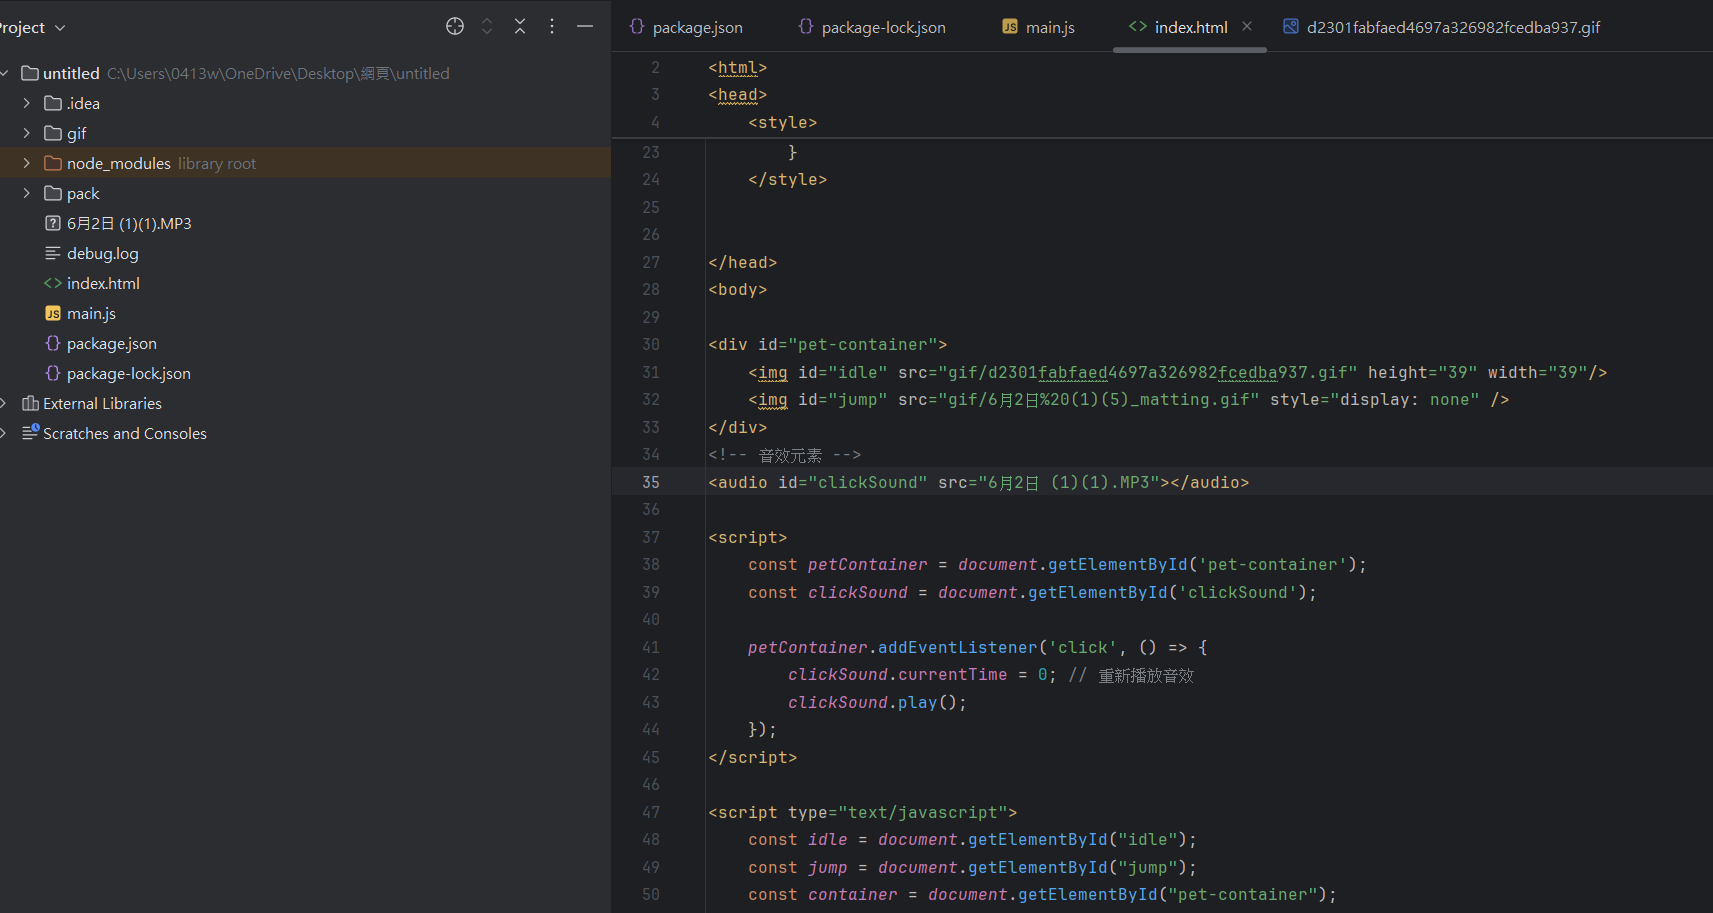 Project
untitled C:\Users\0413w\OneDrive\Desktop\網頁\untitled
.idea
gif
node_modules library root
pack
6月2日 (1)(1).MP3
debug.log
index.html
main.js
package.json
package-lock.json
External Libraries
Scratches and Consoles
package.json package-lock.json main.js index.html d2301fabfaed4697a326982fcedba937.gif
2 <html>
3 <head>
4 <style>
23 }
24 </style>
25
26
27 </head>
28 <body>
29
30 <div id="pet-container">
31 <img id="idle" src="gif/d2301fabfaed4697a326982fcedba937.gif" height="39" width="39"/>
32 <img id="jump" src="gif/6月2日%20(1)(5)_matting.gif" style="display: none" />
33 </div>
34 <!-- 音效元素 -->
35 <audio id="clickSound" src="6月2日 (1)(1).MP3"></audio>
36
37 <script>
38 const petContainer = document.getElementById('pet-container');
39 const clickSound = document.getElementById('clickSound');
40
41 petContainer.addEventListener('click', () => {
42 clickSound.currentTime = 0; // 重新播放音效
43 clickSound.play();
44 });
45 </script>
46
47 <script type="text/javascript">
48 const idle = document.getElementById("idle");
49 const jump = document.getElementById("jump");
50 const container = document.getElementById("pet-container");